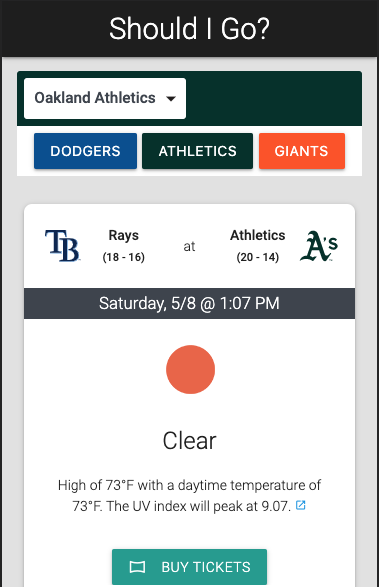 Should I Go?
Oakland Athletics
DODGERS ATHLETICS GIANTS
TB Rays at Athletics A's
(18 - 16) (20 - 14)
Saturday, 5/8 @ 1:07 PM
Clear
High of 73°F with a daytime temperature of
73°F. The UV index will peak at 9.07.
BUY TICKETS